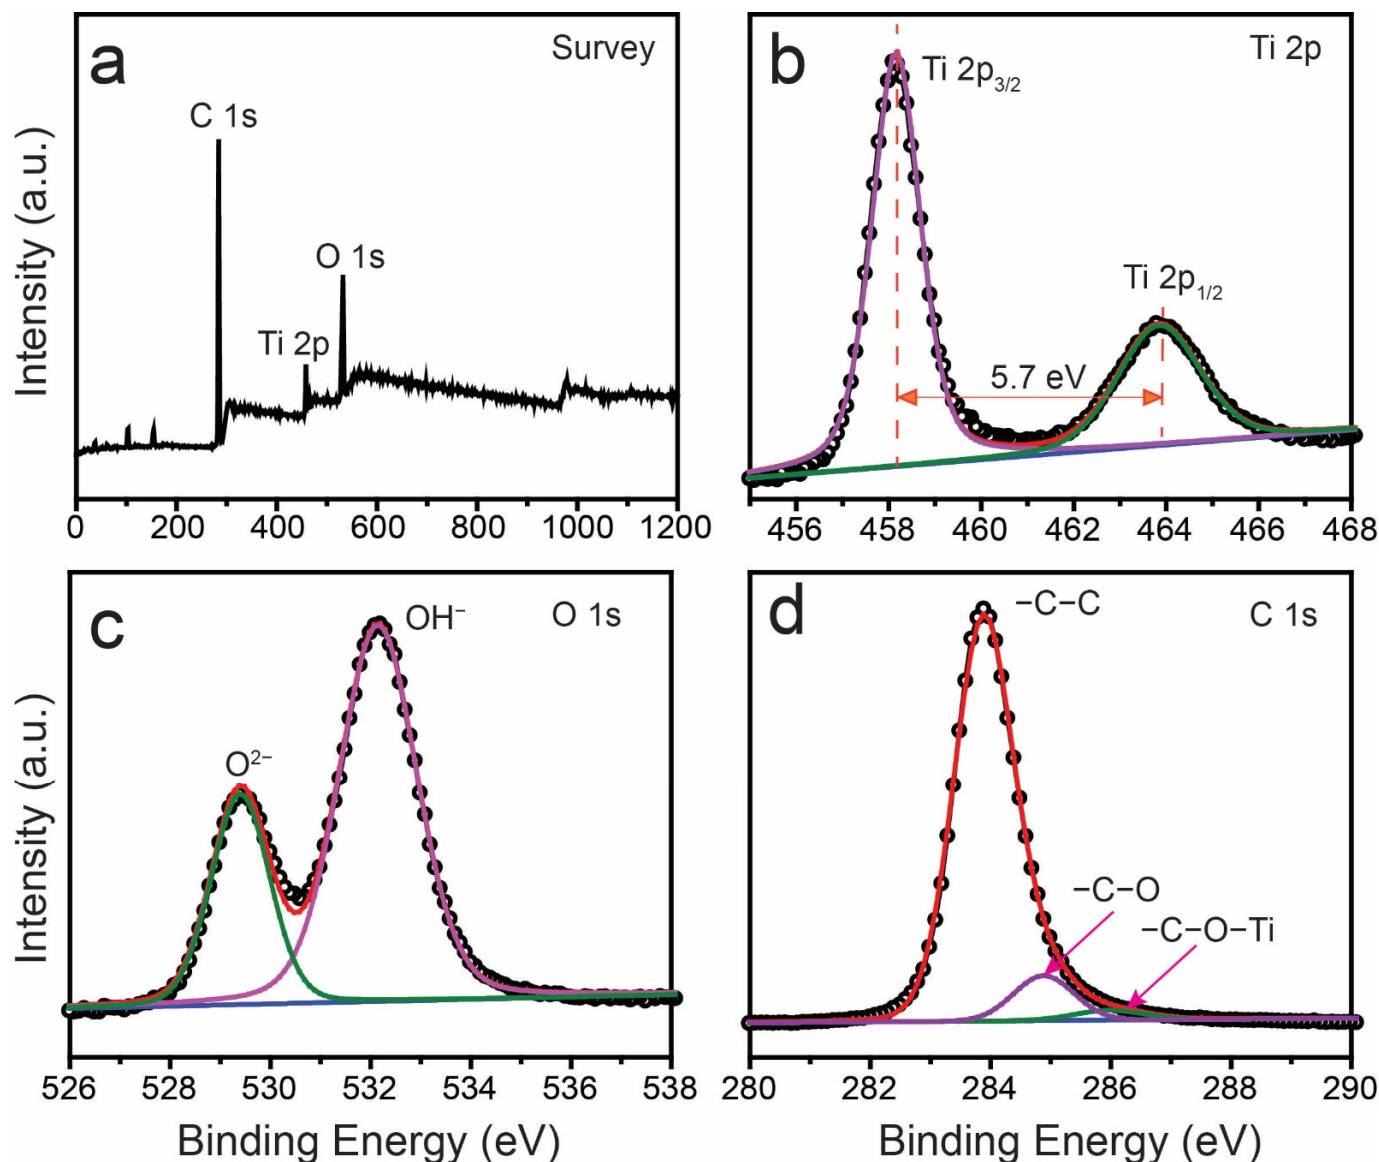 a
Survey
C 1s
O 1s
Ti 2p
Intensity (a.u.)
0 200 400 600 800 1000 1200
b
Ti 2p
Ti 2p3/2
Ti 2p1/2
5.7 eV
456 458 460 462 464 466 468
c
O 1s
OH⁻
O²⁻
Intensity (a.u.)
526 528 530 532 534 536 538
Binding Energy (eV)
d
C 1s
−C−C
−C−O
−C−O−Ti
280 282 284 286 288 290
Binding Energy (eV)